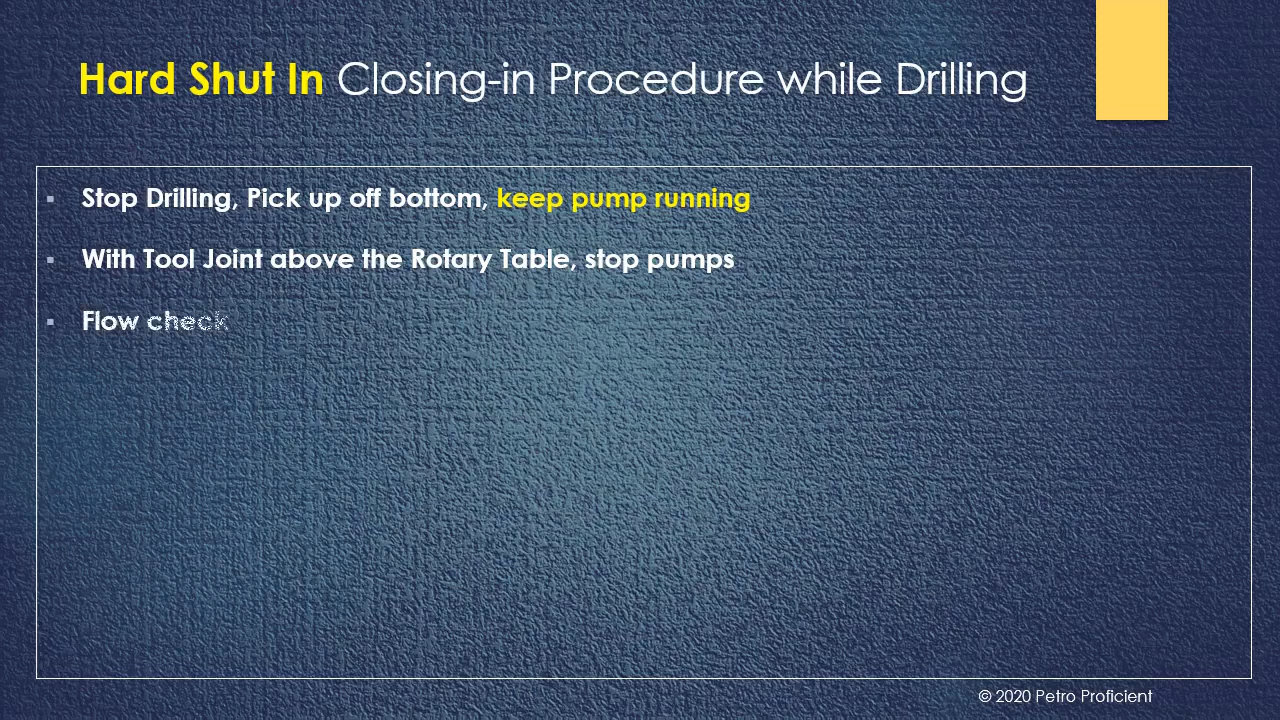 Hard Shut In Closing-in Procedure while Drilling
Stop Drilling, Pick up off bottom, keep pump running
With Tool Joint above the Rotary Table, stop pumps
Flow check
© 2020 Petro Proficient